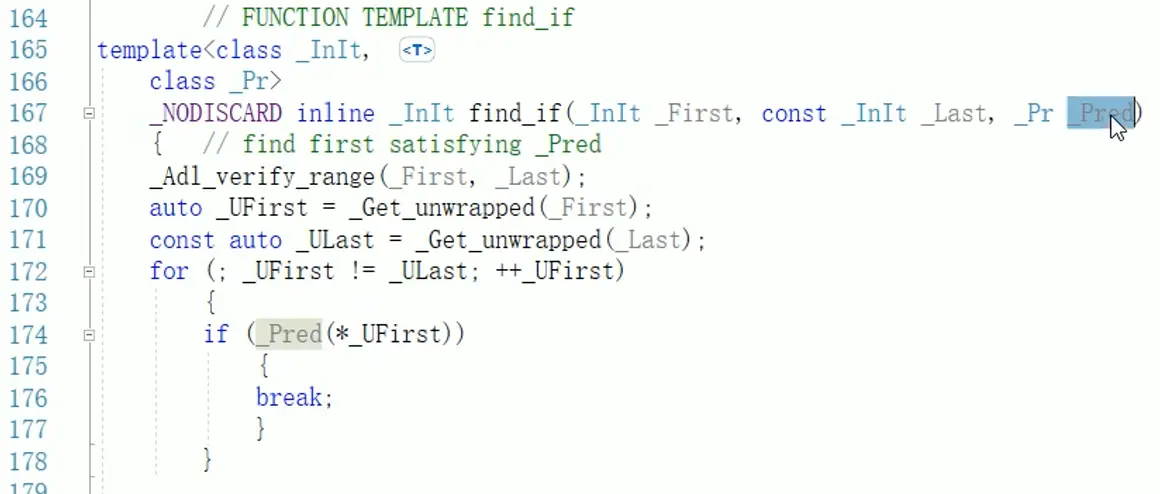 164 // FUNCTION TEMPLATE find_if
165 template<class _InIt, <T>
166 class _Pr>
167 _NODISCARD inline _InIt find_if(_InIt _First, const _InIt _Last, _Pr _Pred)
168 { // find first satisfying _Pred
169 _Adl_verify_range(_First, _Last);
170 auto _UFirst = _Get_unwrapped(_First);
171 const auto _ULast = _Get_unwrapped(_Last);
172 for (; _UFirst != _ULast; ++_UFirst)
173 {
174 if (_Pred(*_UFirst))
175 {
176 break;
177 }
178 }
179